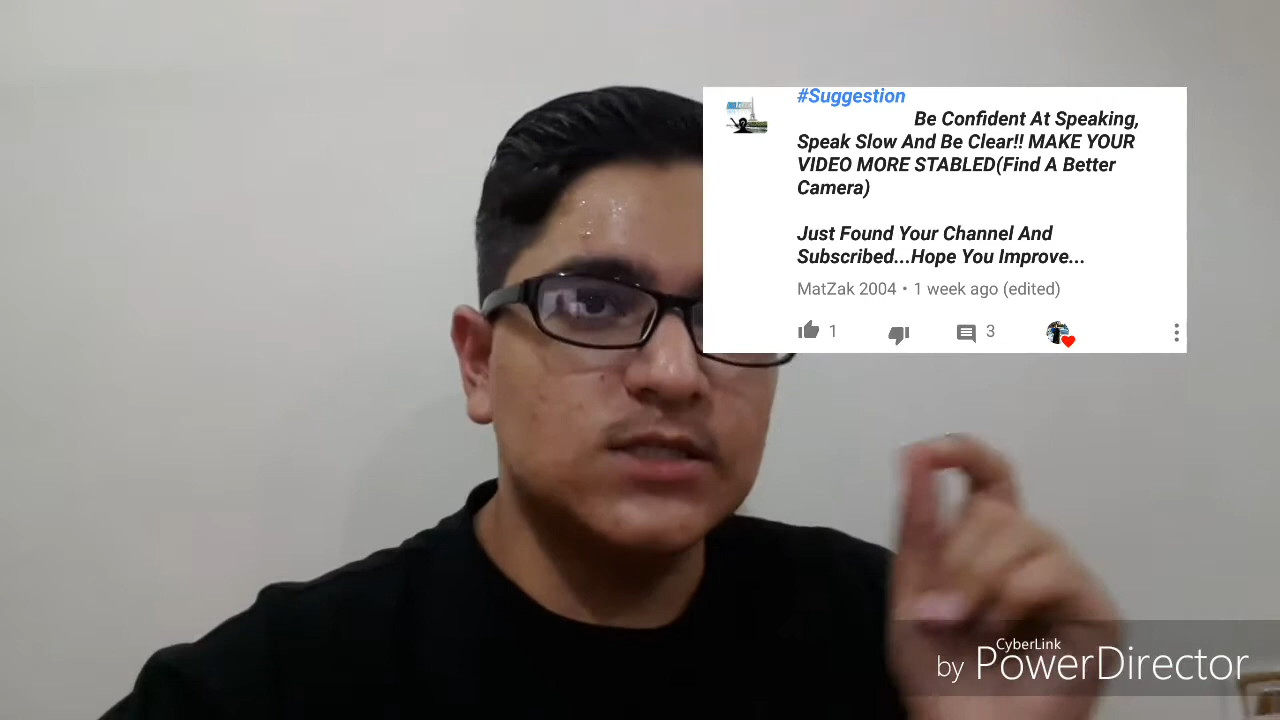 #Suggestion
Be Confident At Speaking,
Speak Slow And Be Clear!! MAKE YOUR
VIDEO MORE STABLED(Find A Better
Camera)
Just Found Your Channel And
Subscribed...Hope You Improve...
MatZak 2004 • 1 week ago (edited)
1 3
CyberLink
by PowerDirector